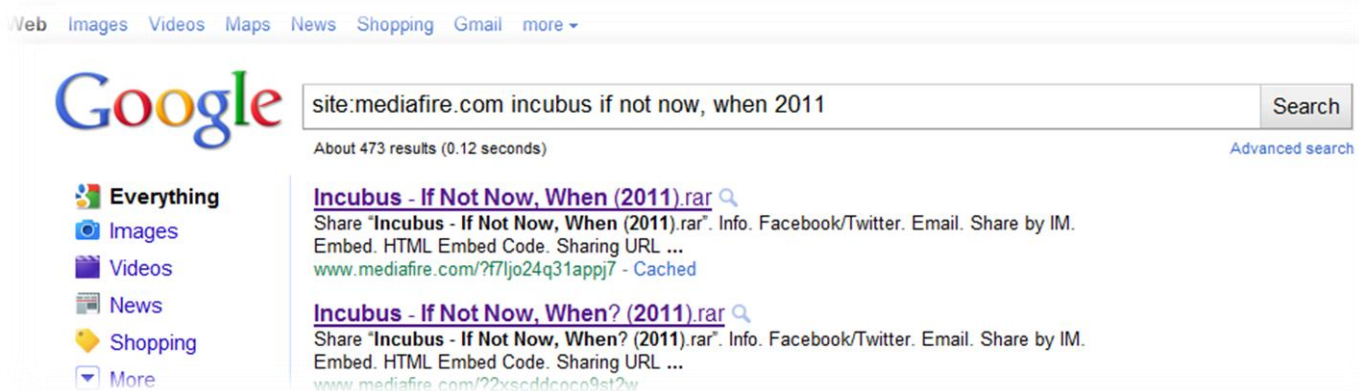 Web Images Videos Maps News Shopping Gmail more
Google
site:mediafire.com incubus if not now, when 2011
Search
About 473 results (0.12 seconds)
Advanced search
Everything
Images
Videos
News
Shopping
More
Incubus - If Not Now, When (2011).rar
Share "Incubus - If Not Now, When (2011).rar". Info. Facebook/Twitter. Email. Share by IM.
Embed. HTML Embed Code. Sharing URL ...
www.mediafire.com/?f7ljo24q31appj7 - Cached
Incubus - If Not Now, When? (2011).rar
Share "Incubus - If Not Now, When? (2011).rar". Info. Facebook/Twitter. Email. Share by IM.
Embed. HTML Embed Code. Sharing URL ...
www.mediafire.com/?2xscddcoco9st2w